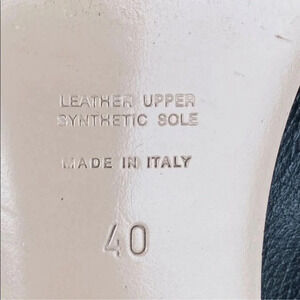 LEATHER UPPER
SYNTHETIC SOLE
MADE IN ITALY
40